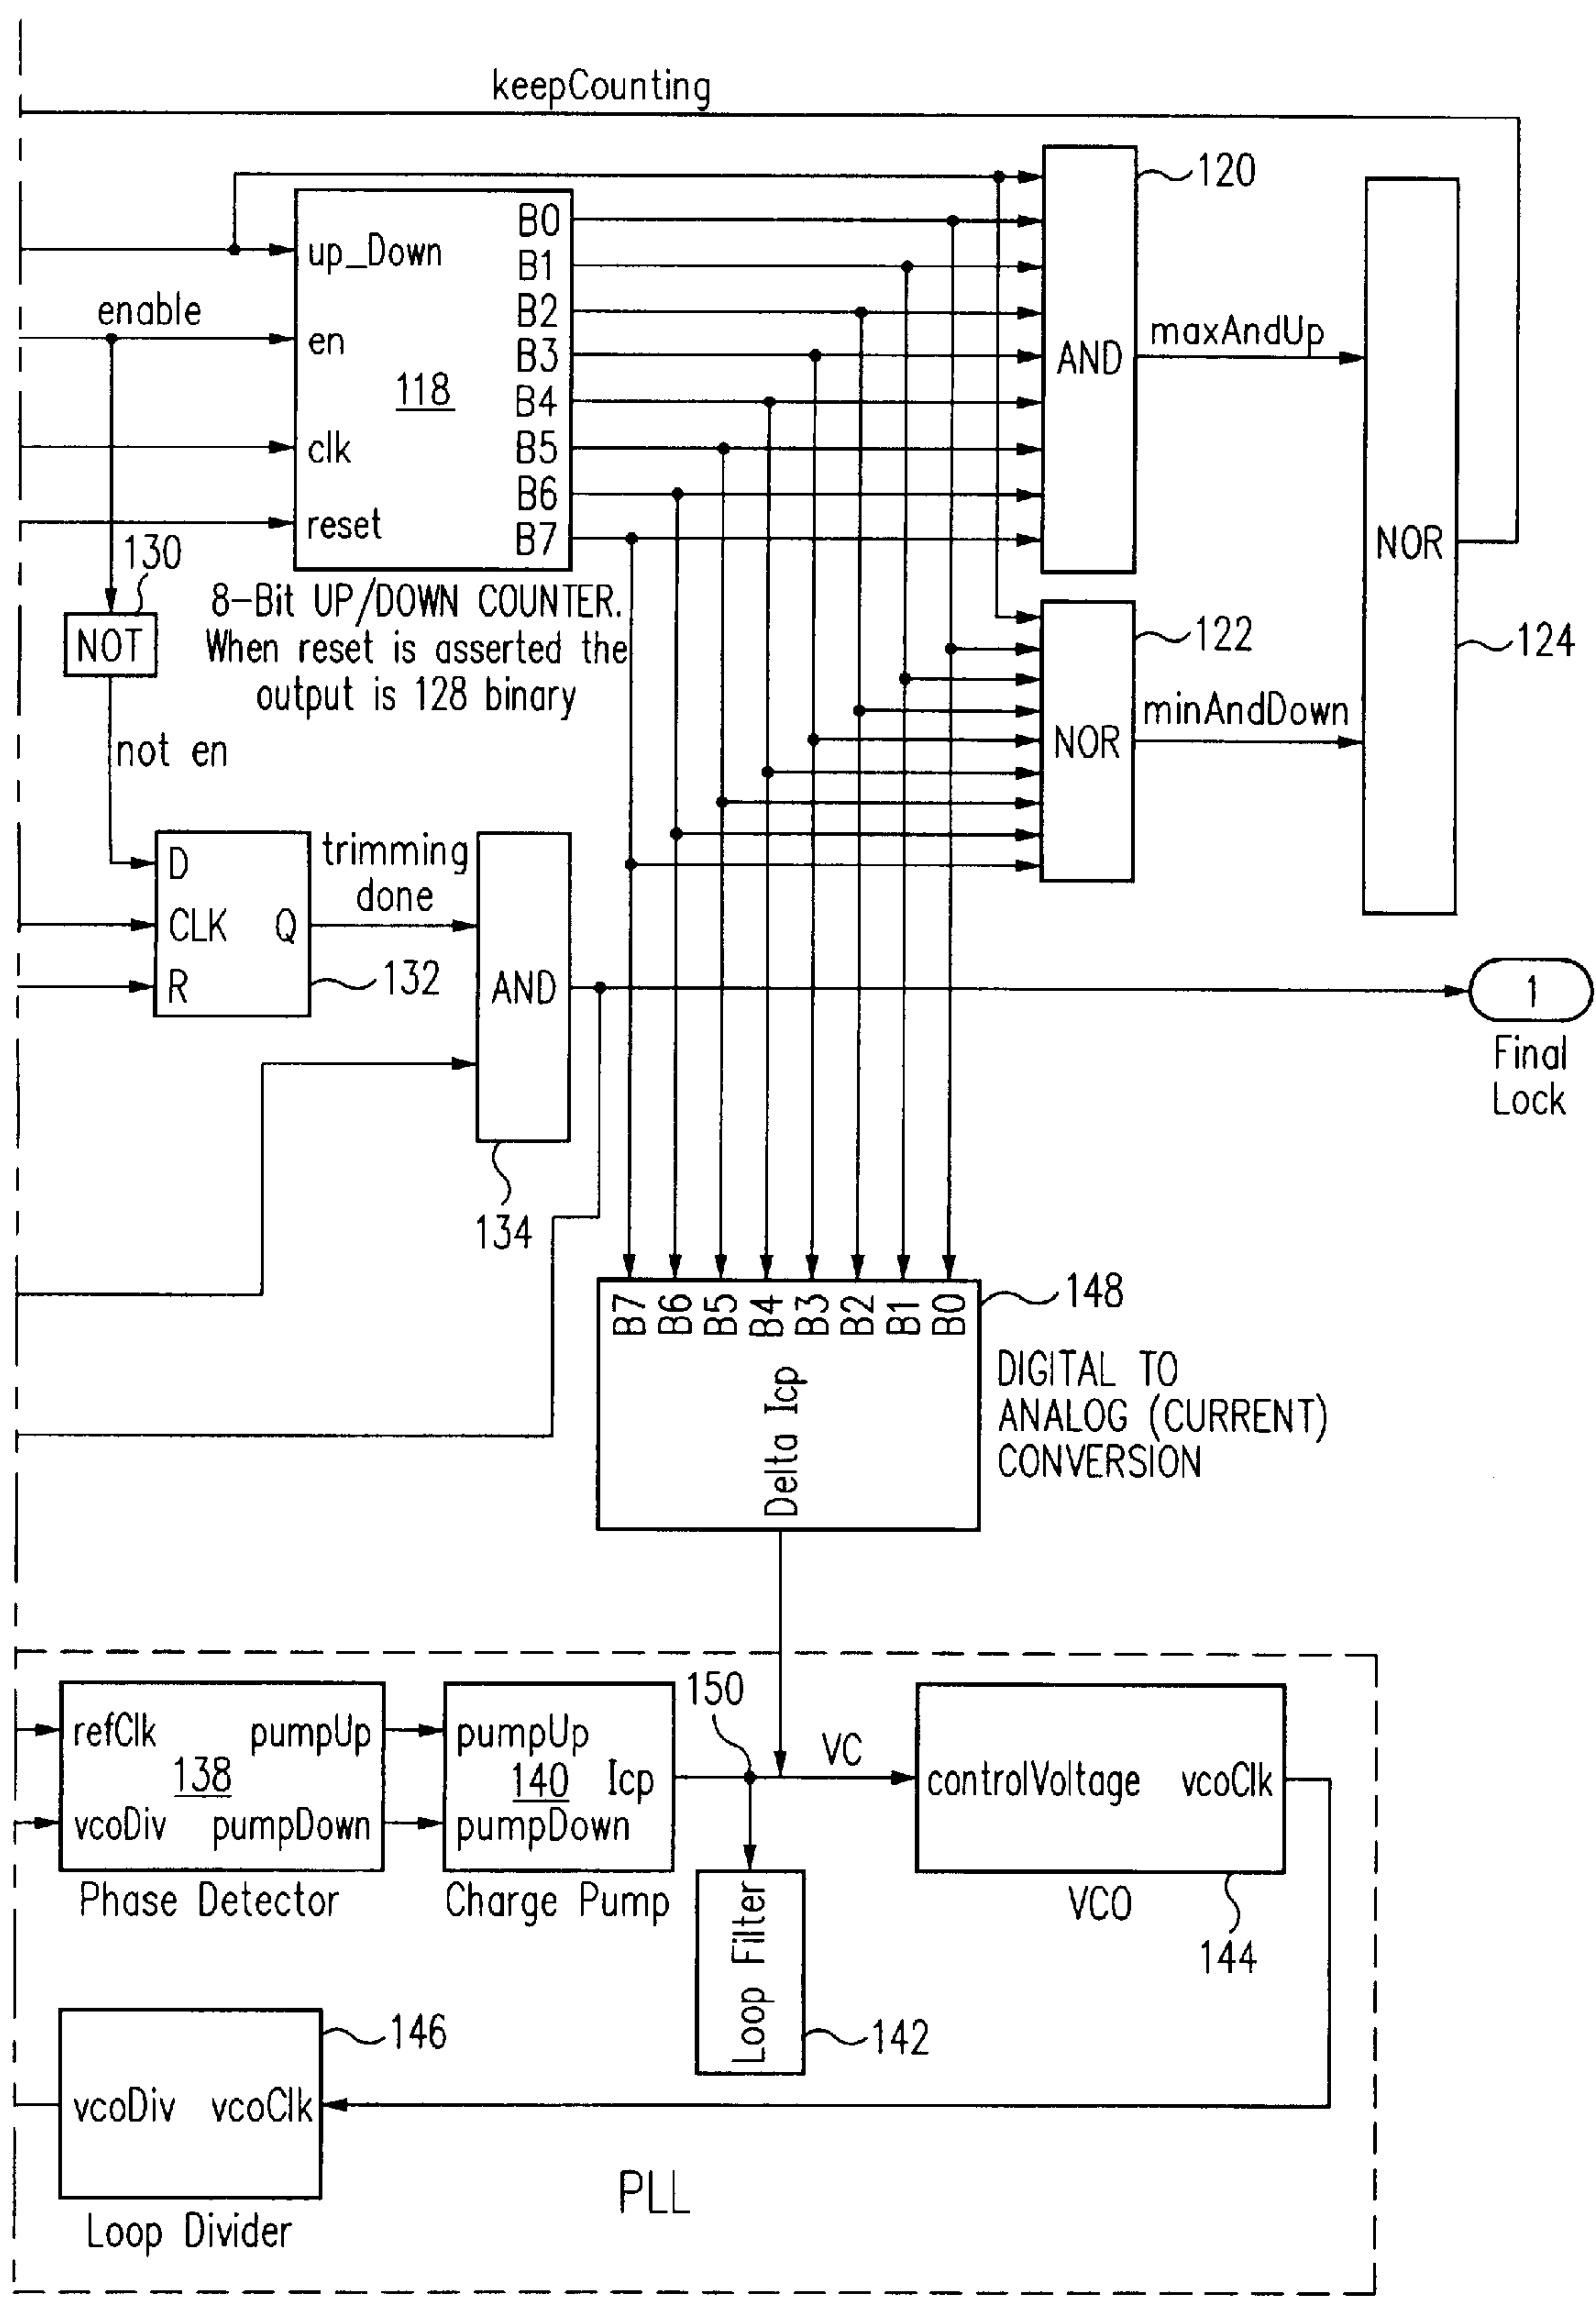 keepCounting
120
up_Down
B0
B1
enable
B2
en
B3
AND
maxAndUp
118
B4
clk
B5
B6
reset
B7
NOR
130
8-Bit UP/DOWN COUNTER.
When reset is asserted the
output is 128 binary
NOT
122
124
not en
NOR
minAndDown
D
trimming
done
CLK
Q
R
132
AND
1
Final
Lock
134
B7
B6
B5
B4
B3
B2
B1
B0
148
Delta Icp
DIGITAL TO
ANALOG (CURRENT)
CONVERSION
150
refClk
pumpUp
138
vcoDiv
pumpDown
Phase Detector
pumpUp
140
Icp
pumpDown
Charge Pump
VC
controlVoltage
vcoClk
VCO
144
Loop Filter
142
146
vcoDiv
vcoClk
Loop Divider
PLL